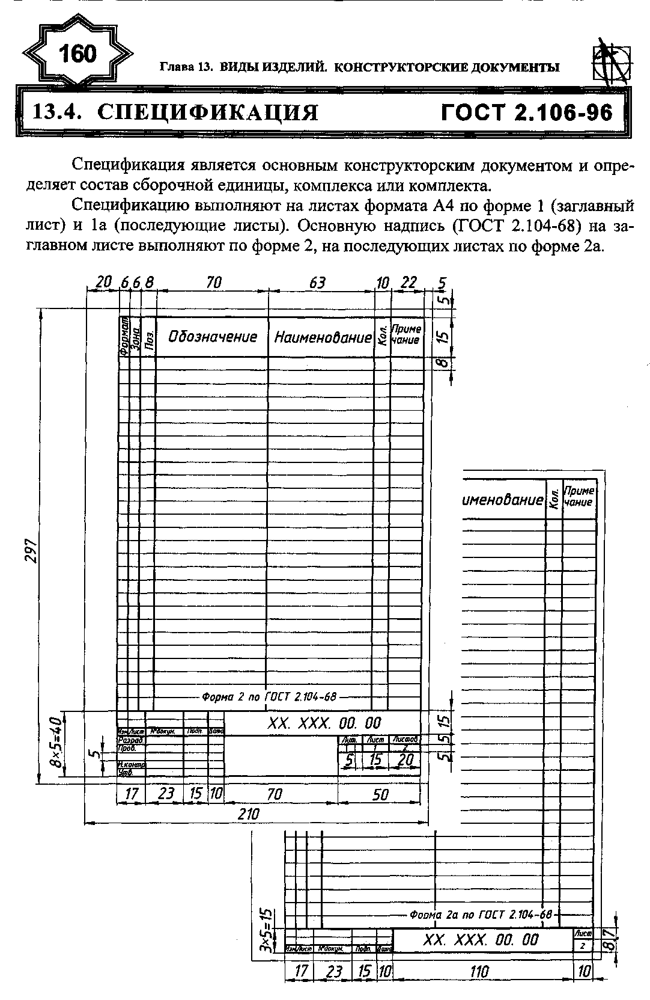 160
Глава 13. ВИДЫ ИЗДЕЛИЙ. КОНСТРУКТОРСКИЕ ДОКУМЕНТЫ
13.4. СПЕЦИФИКАЦИЯ ГОСТ 2.106-96
Спецификация является основным конструкторским документом и опре-
деляет состав сборочной единицы, комплекса или комплекта.
Спецификацию выполняют на листах формата А4 по форме 1 (заглавный
лист) и 1а (последующие листы). Основную надпись (ГОСТ 2.104-68) на за-
главном листе выполняют по форме 2, на последующих листах по форме 2а.
20 6 6 8 70 63 10 22 5
5
Формат Зона Поз. Обозначение Наименование Кол. Приме
чание
15
8
297
именование Кол. Приме
чание
Форма 2 по ГОСТ 2.104-68
8×5=40
5
XX. XXX. 00. 00
15
Изм Лист № докум. Подп. Дата
Разраб.
Пров.
Н.контр.
Утв.
Лит. Лист Листов
1 2
5 15 20
5
5
17 23 15 10 70 50
210
Форма 2а по ГОСТ 2.104-68
3×5=15
XX. XXX. 00. 00
Лист
2
7
8
Изм Лист № докум. Подп. Дата
17 23 15 10 110 10